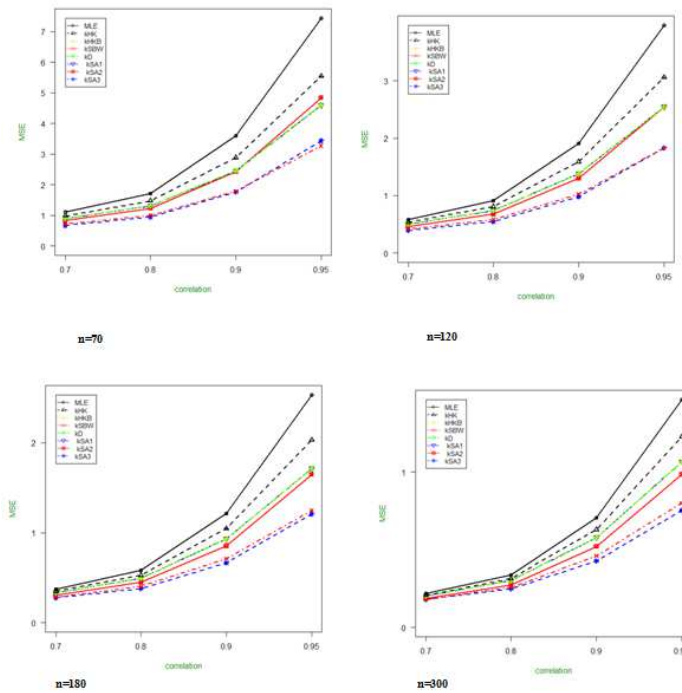 MLE
kHK
kHKB
kSBW
kD
kSA1
kSA2
kSA3
7
6
5
4
3
2
1
0
MSE
0.7 0.8 0.9 0.95
correlation
n=70
MLE
kHK
kHKB
kSBW
kD
kSA1
kSA2
kSA3
3
2
1
0
MSE
0.7 0.8 0.9 0.95
correlation
n=120
MLE
kHK
kHKB
kSBW
kD
kSA1
kSA2
kSA3
2
1
0
MSE
0.7 0.8 0.9 0.95
correlation
n=180
MLE
kHK
kHKB
kSBW
kD
kSA1
kSA2
kSA3
1
0
MSE
0.7 0.8 0.9 0.95
correlation
n=300